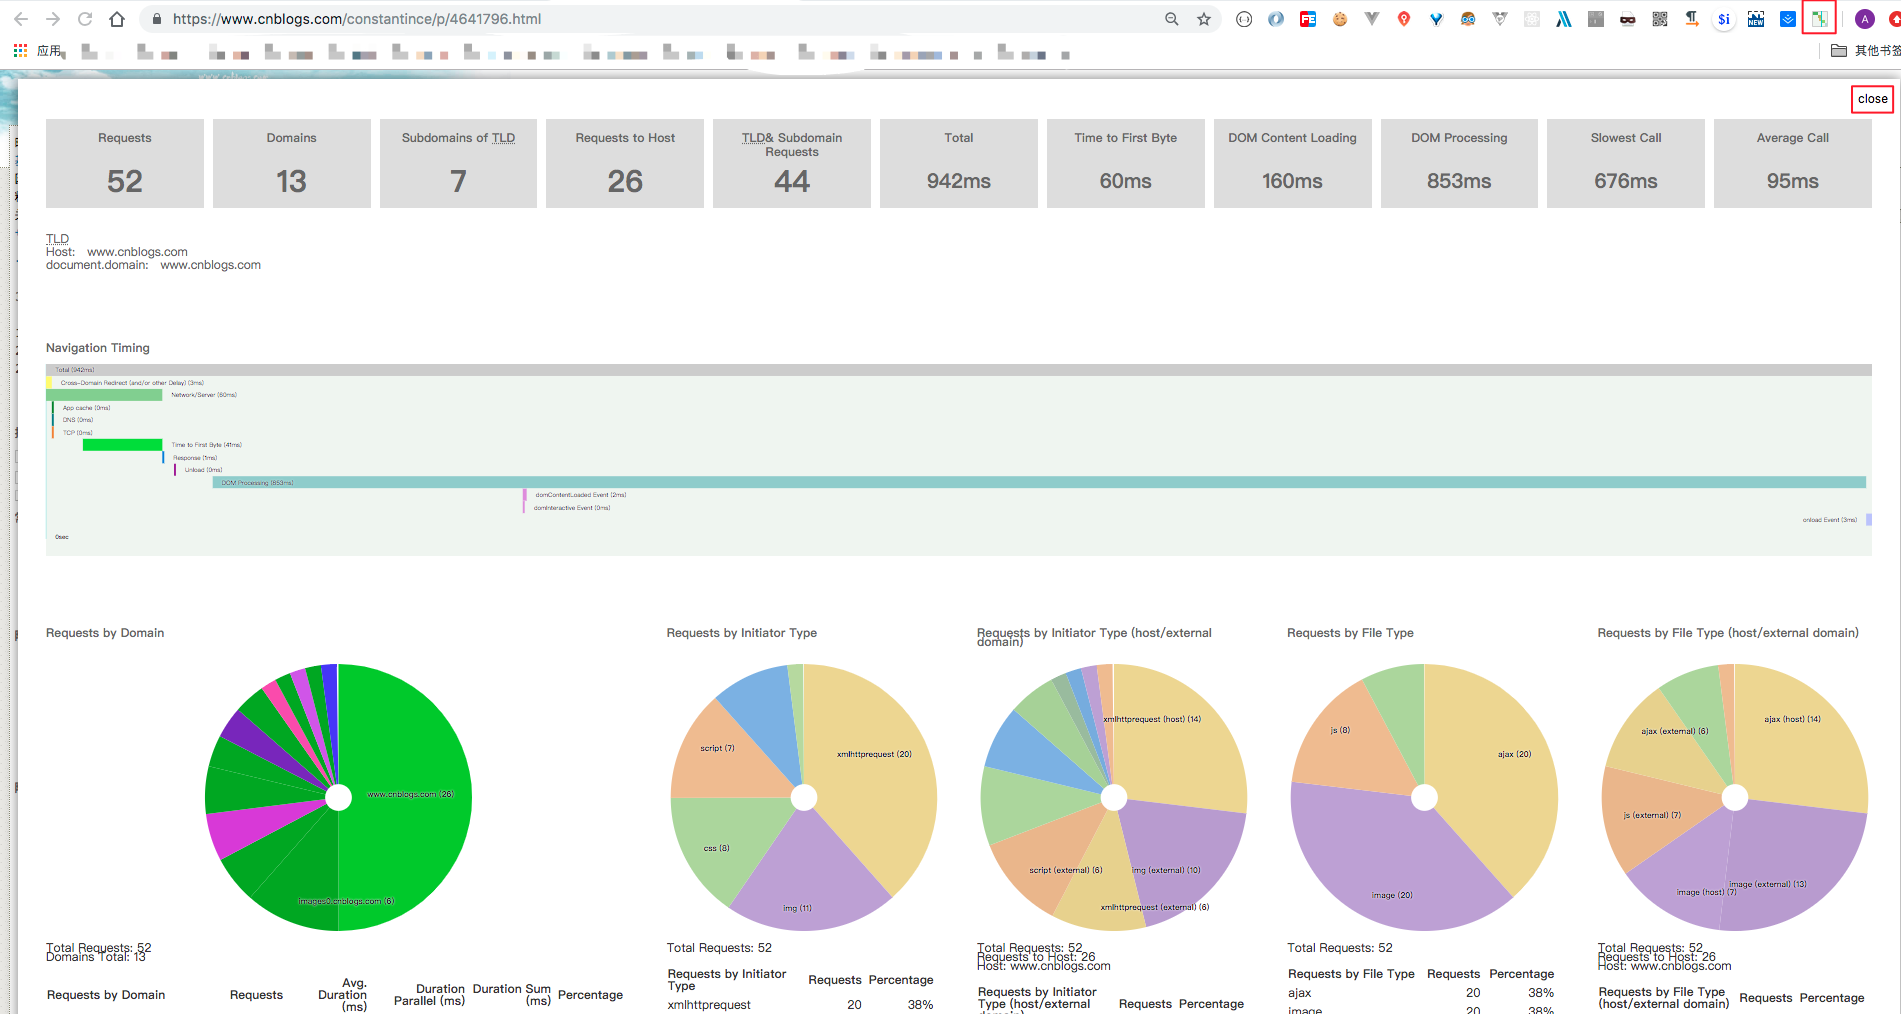 https://www.cnblogs.com/constantince/p/4641796.html
应用
其他书签
close
Requests
52
Domains
13
Subdomains of TLD
7
Requests to Host
26
TLD& Subdomain
Requests
44
Total
942ms
Time to First Byte
60ms
DOM Content Loading
160ms
DOM Processing
853ms
Slowest Call
676ms
Average Call
95ms
TLD
Host: www.cnblogs.com
document.domain: www.cnblogs.com
Navigation Timing
Total (942ms)
Cross-Domain Redirect (and/or other Delay) (3ms)
Network/Server (60ms)
App cache (0ms)
DNS (0ms)
TCP (0ms)
Time to First Byte (41ms)
Response (1ms)
Unload (0ms)
DOM Processing (853ms)
domContentLoaded Event (2ms)
domInteractive Event (0ms)
onload Event (3ms)
0sec
Requests by Domain
www.cnblogs.com (26)
images0.cnblogs.com (6)
Total Requests: 52
Domains Total: 13
Requests by Domain Requests Avg. Duration (ms) Duration Parallel (ms) Duration Sum (ms) Percentage
Requests by Initiator Type
xmlhttprequest (20)
script (7)
css (8)
img (11)
Total Requests: 52
Requests by Initiator Type Requests Percentage
xmlhttprequest 20 38%
Requests by Initiator Type (host/external
domain)
xmlhttprequest (host) (14)
script (external) (6)
img (external) (10)
xmlhttprequest (external) (6)
Total Requests: 52
Requests to Host: 26
Host: www.cnblogs.com
Requests by Initiator Type (host/external domain) Requests Percentage
Requests by File Type
js (8)
ajax (20)
image (20)
Total Requests: 52
Requests by File Type Requests Percentage
ajax 20 38%
image 20 38%
Requests by File Type (host/external domain)
ajax (host) (14)
ajax (external) (6)
js (external) (7)
image (external) (13)
image (host) (7)
Total Requests: 52
Requests to Host: 26
Host: www.cnblogs.com
Requests by File Type (host/external domain) Requests Percentage